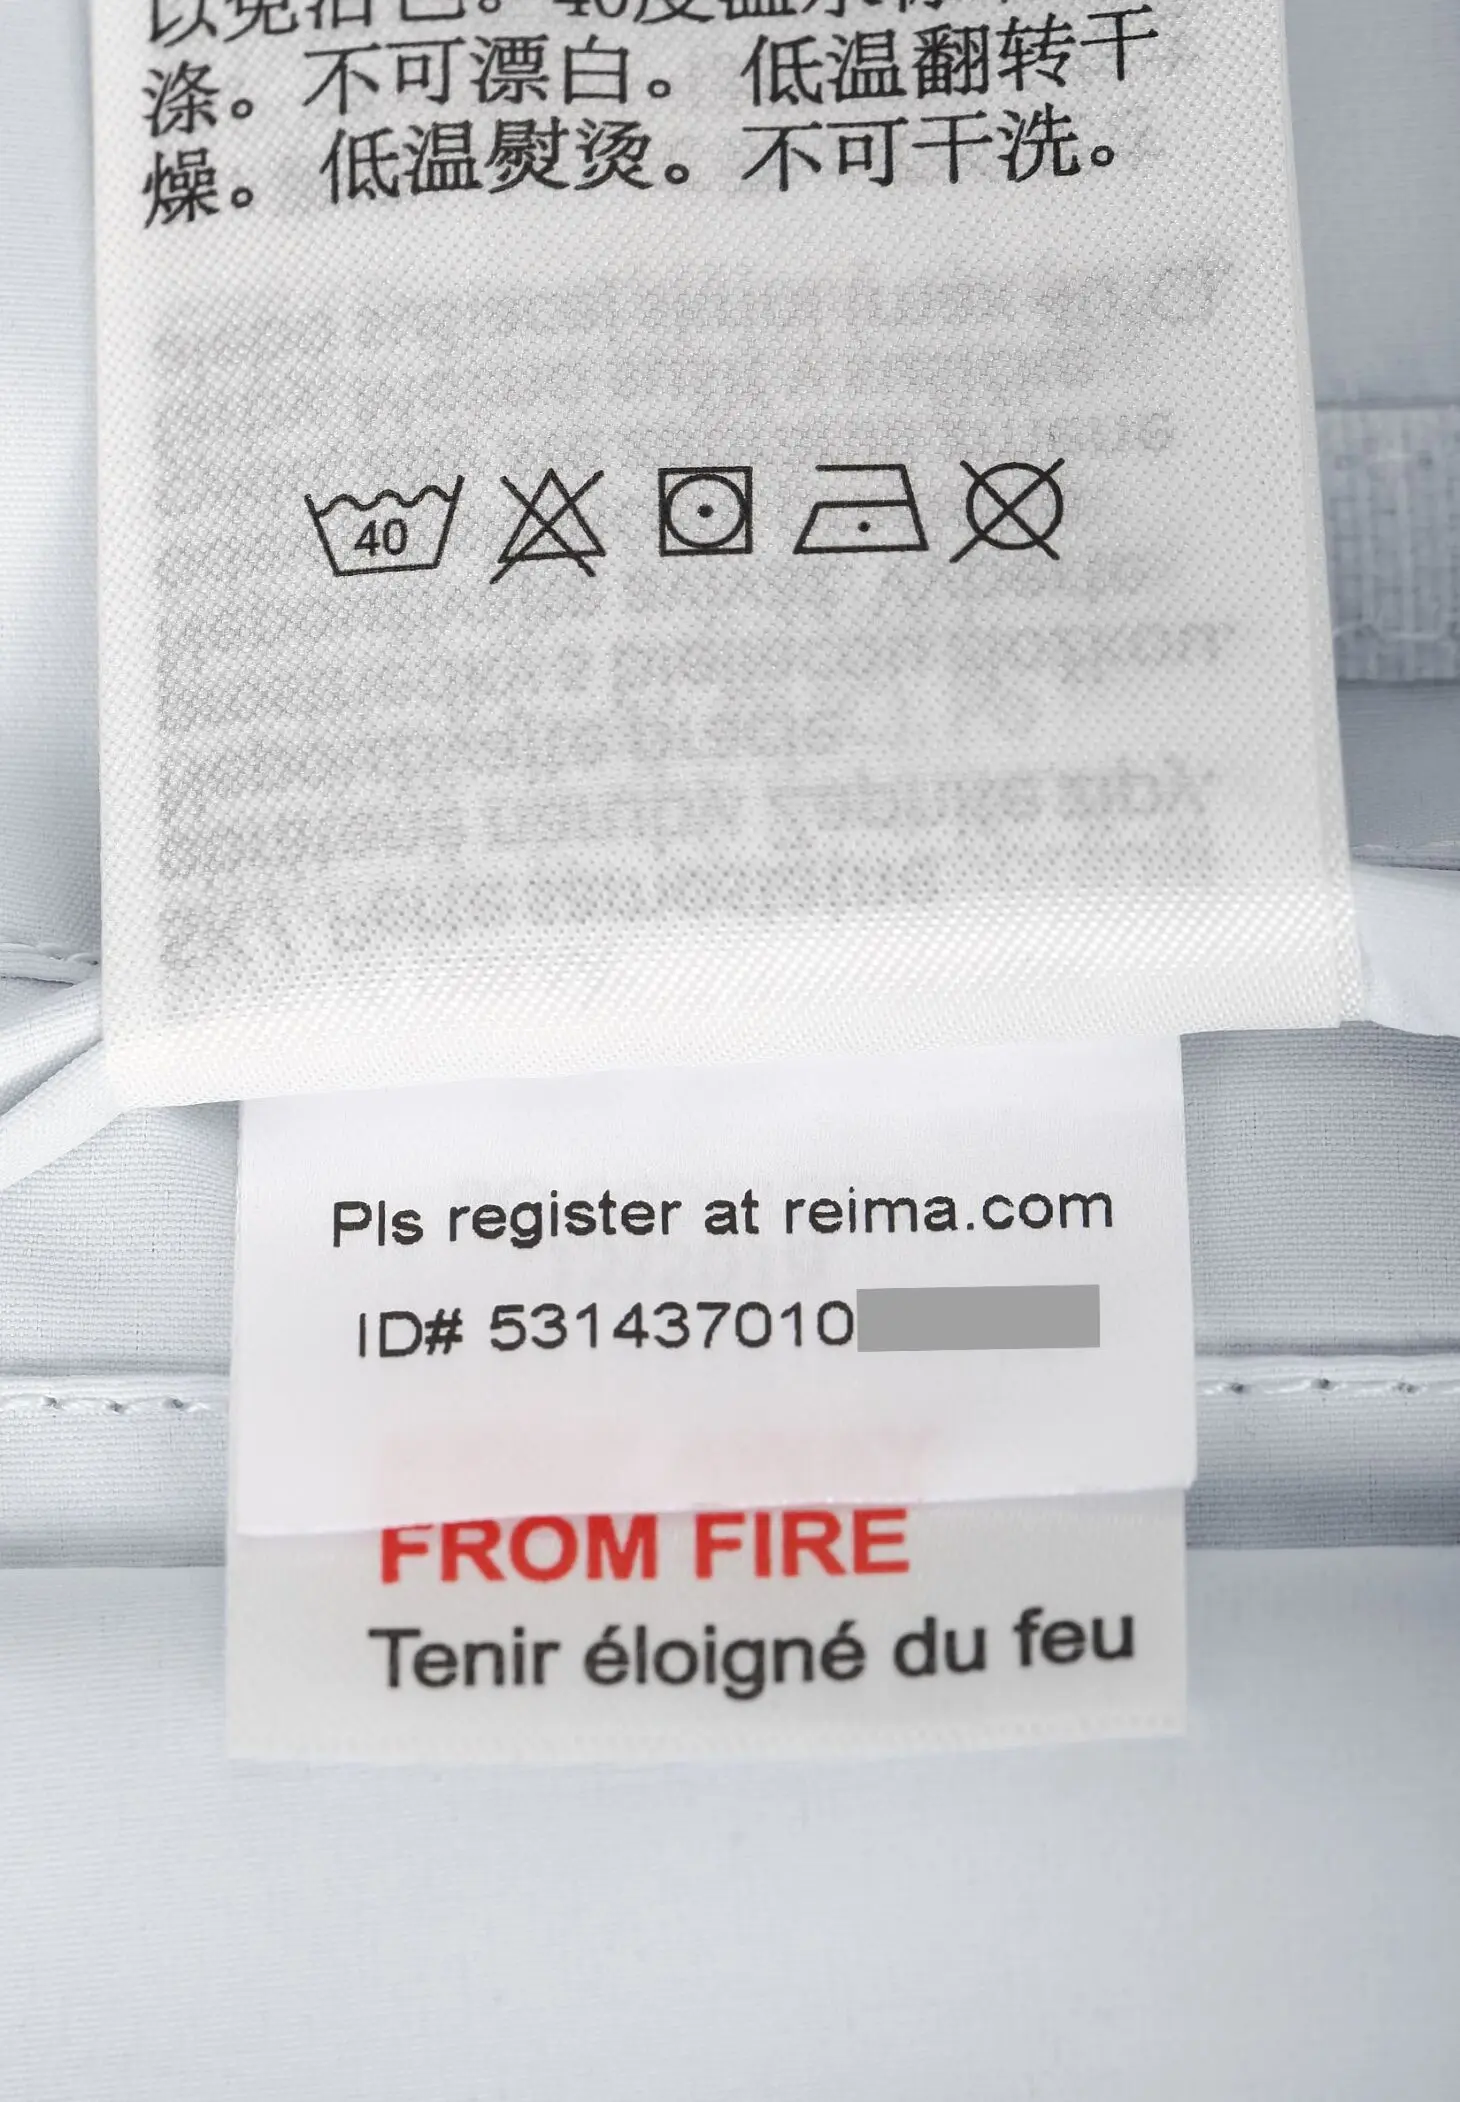 涤。不可漂白。低温翻转干
燥。低温熨烫。不可干洗。
40
Pls register at reima.com
ID# 531437010
FROM FIRE
Tenir éloigné du feu